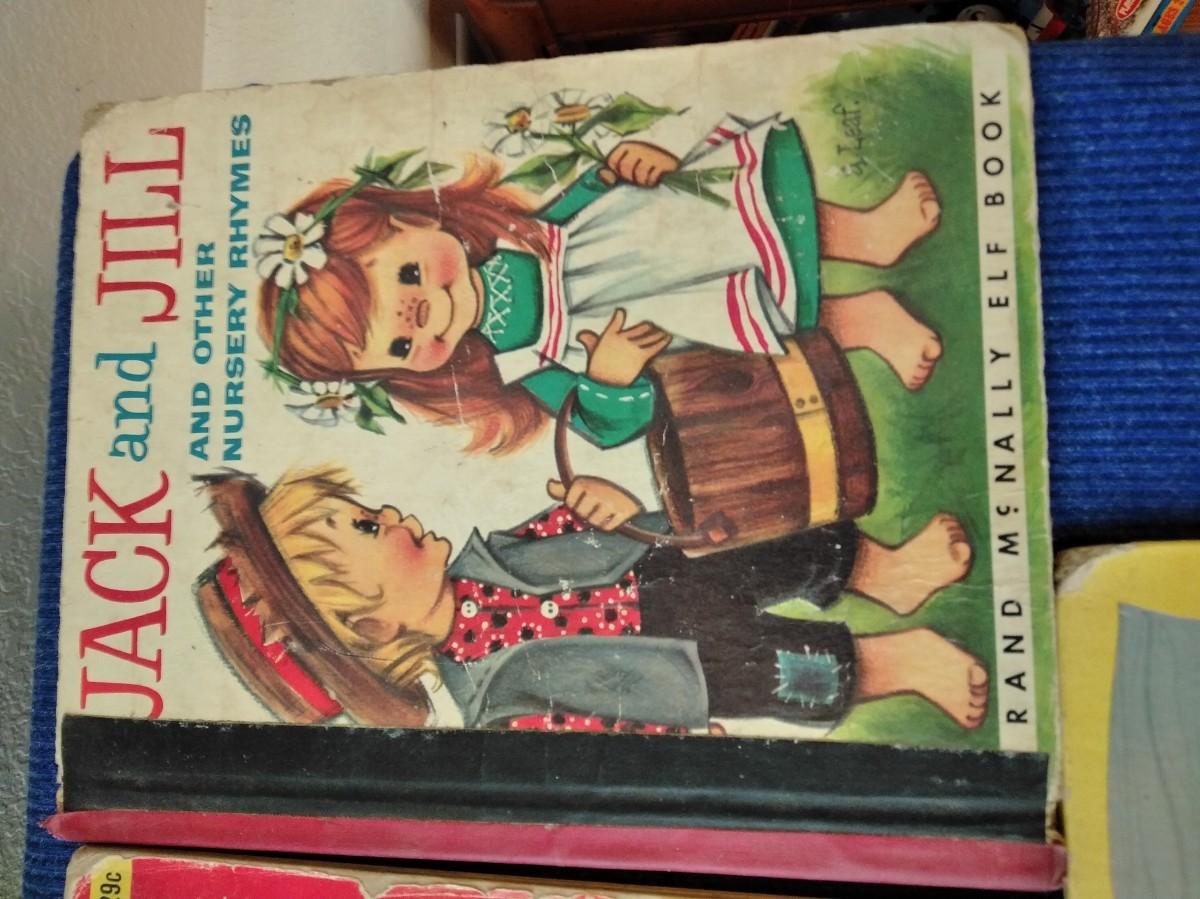 JACK and JILL
AND OTHER
NURSERY RHYMES
RAND McNALLY ELF BOOK
29c